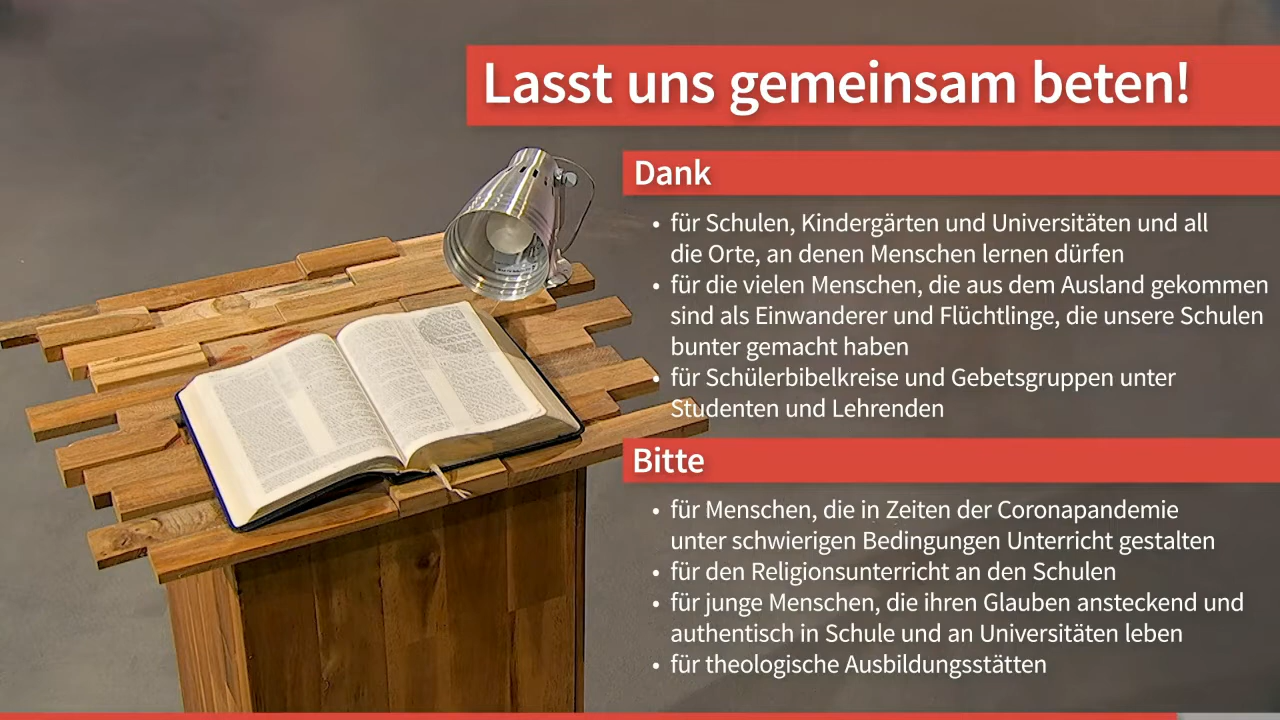 Lasst uns gemeinsam beten!
Dank
• für Schulen, Kindergärten und Universitäten und all
die Orte, an denen Menschen lernen dürfen
• für die vielen Menschen, die aus dem Ausland gekommen
sind als Einwanderer und Flüchtlinge, die unsere Schulen
bunter gemacht haben
• für Schülerbibelkreise und Gebetsgruppen unter
Studenten und Lehrenden
Bitte
• für Menschen, die in Zeiten der Coronapandemie
unter schwierigen Bedingungen Unterricht gestalten
• für den Religionsunterricht an den Schulen
• für junge Menschen, die ihren Glauben ansteckend und
authentisch in Schule und an Universitäten leben
• für theologische Ausbildungsstätten